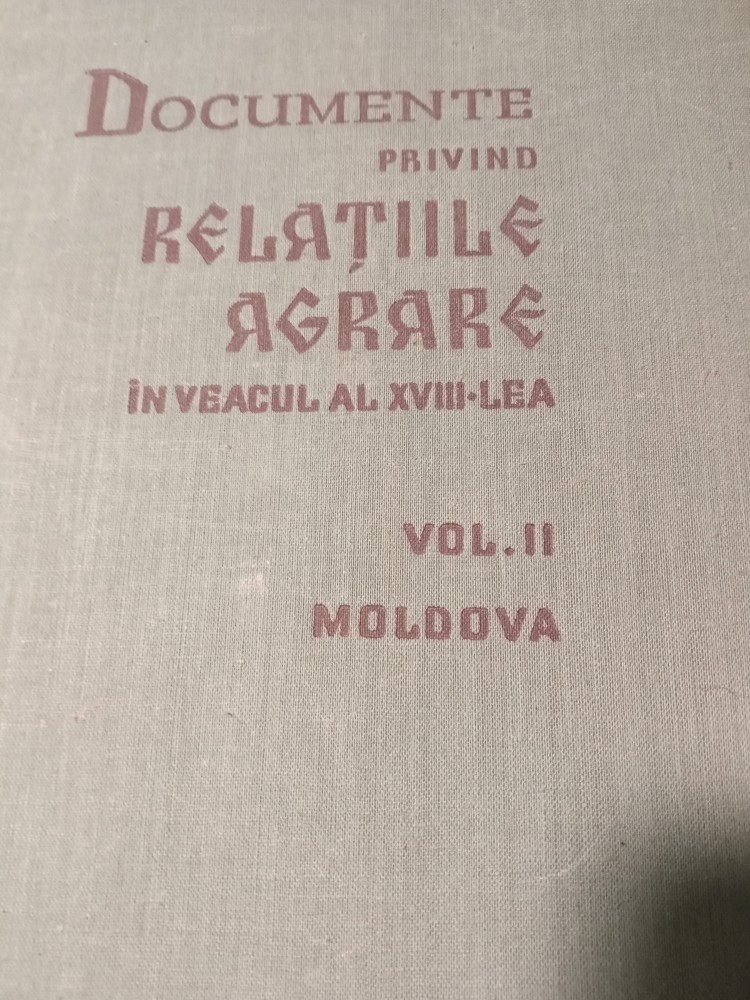 DOCUMENTE
PRIVIND
RELAȚIILE
AGRARE
ÎN VEACUL AL XVIII-LEA
VOL. II
MOLDOVA